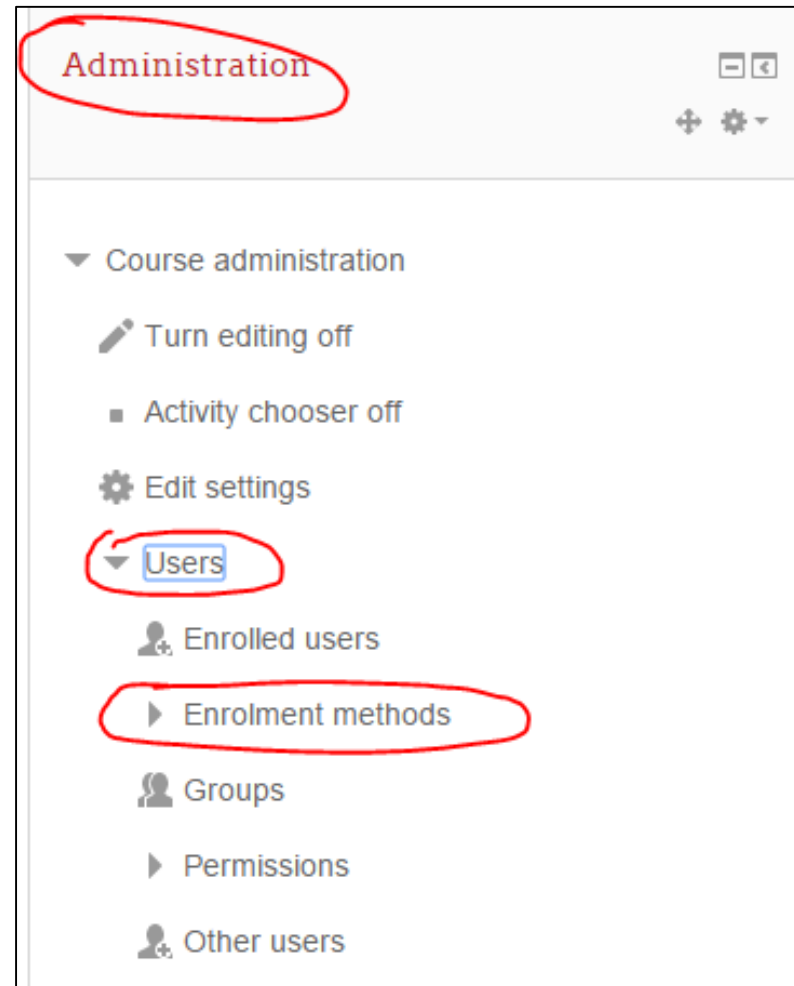 Administration
Course administration
Turn editing off
Activity chooser off
Edit settings
Users
Enrolled users
Enrolment methods
Groups
Permissions
Other users